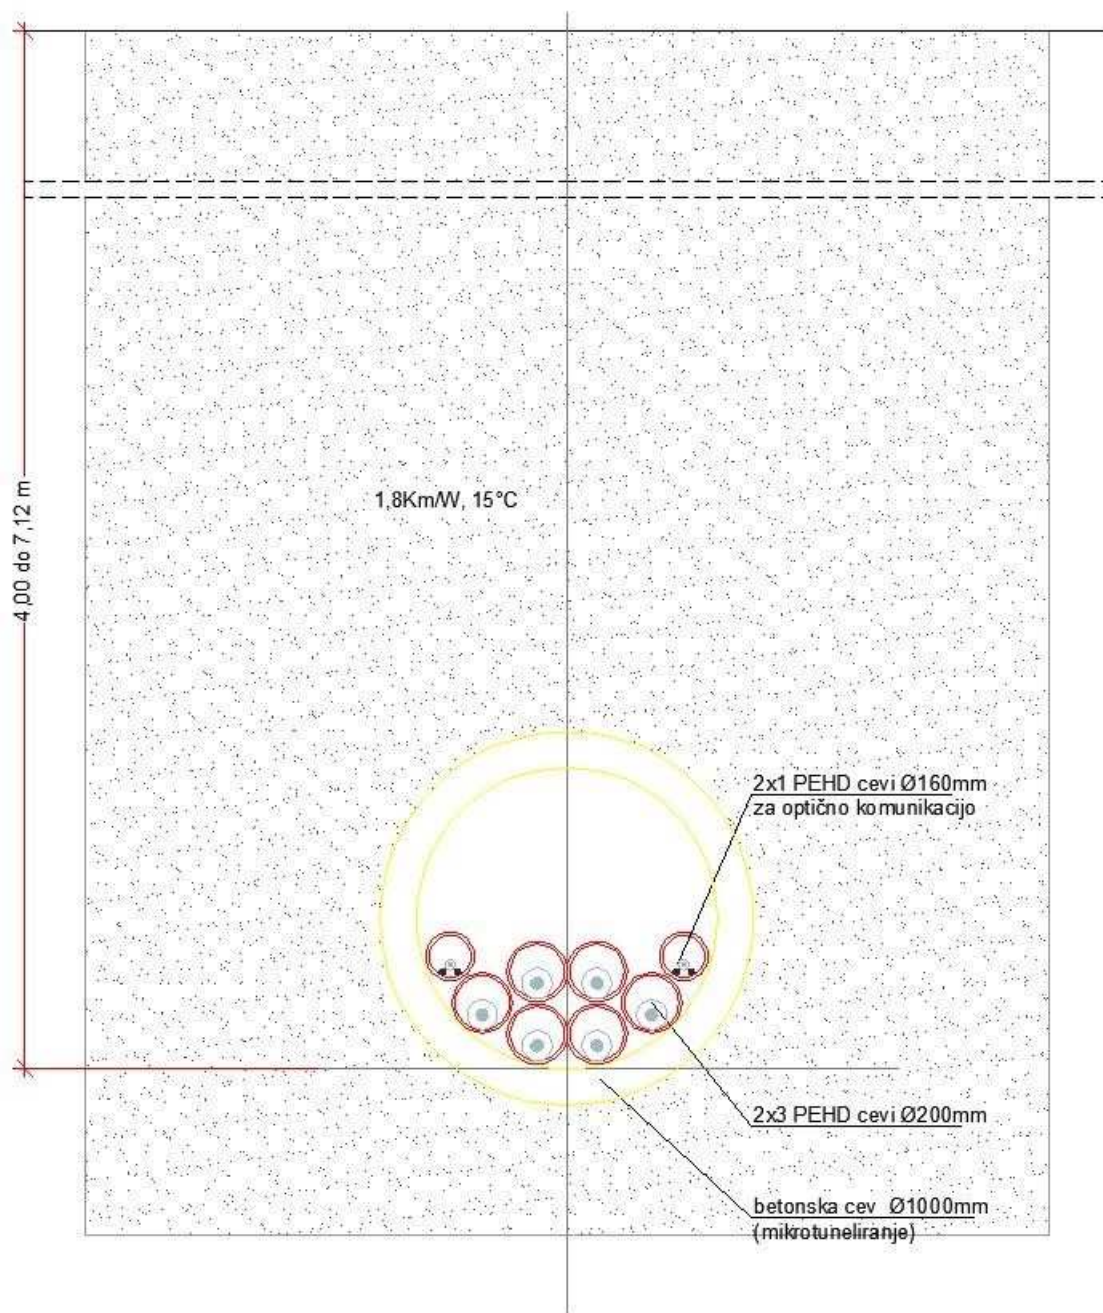 4,00 do 7,12 m
1,8Km/W, 15°C
2x1 PEHD cevi Ø160mm
za optično komunikacijo
2x3 PEHD cevi Ø200mm
betonska cev Ø1000mm
(mikrotuneliranje)